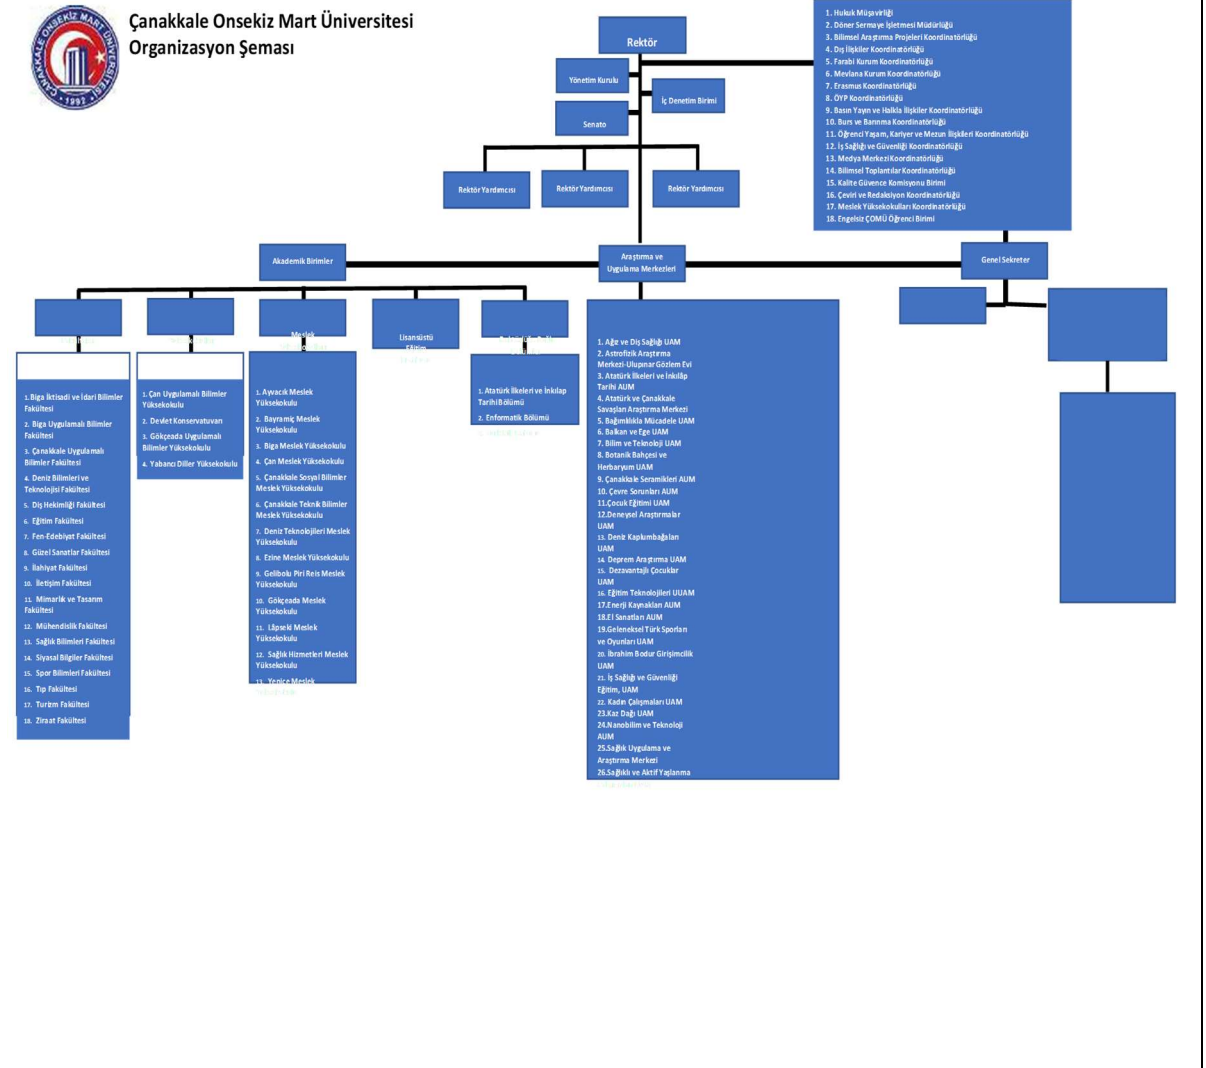 Çanakkale Onsekiz Mart Üniversitesi
Organizasyon Şeması
ÇANAKKALE ONSEKİZ MART ÜNİVERSİTESİ
1992
Rektör
Yönetim Kurulu
İç Denetim Birimi
Senato
Rektör Yardımcısı
Rektör Yardımcısı
Rektör Yardımcısı
1. Hukuk Müşavirliği
2. Döner Sermaye İşletmesi Müdürlüğü
3. Bilimsel Araştırma Projeleri Koordinatörlüğü
4. Dış İlişkiler Koordinatörlüğü
5. Farabi Kurum Koordinatörlüğü
6. Mevlana Kurum Koordinatörlüğü
7. Erasmus Koordinatörlüğü
8. ÖYP Koordinatörlüğü
9. Basın Yayın ve Halkla İlişkiler Koordinatörlüğü
10. Burs ve Barınma Koordinatörlüğü
11. Öğrenci Yaşam, Kariyer ve Mezun İlişkileri Koordinatörlüğü
12. İş Sağlığı ve Güvenliği Koordinatörlüğü
13. Medya Merkezi Koordinatörlüğü
14. Bilimsel Toplantılar Koordinatörlüğü
15. Kalite Güvence Komisyonu Birimi
16. Çeviri ve Redaksiyon Koordinatörlüğü
17. Meslek Yüksekokulları Koordinatörlüğü
18. Engelsiz ÇOMÜ Öğrenci Birimi
Akademik Birimler
Araştırma ve
Uygulama Merkezleri
Genel Sekreter
Meslek
Lisansüstü
Eğitim
1. Biga İktisadi ve İdari Bilimler
Fakültesi
2. Biga Uygulamalı Bilimler
Fakültesi
3. Çanakkale Uygulamalı
Bilimler Fakültesi
4. Deniz Bilimleri ve
Teknolojisi Fakültesi
5. Diş Hekimliği Fakültesi
6. Eğitim Fakültesi
7. Fen-Edebiyat Fakültesi
8. Güzel Sanatlar Fakültesi
9. İlahiyat Fakültesi
10. İletişim Fakültesi
11. Mimarlık ve Tasarım
Fakültesi
12. Mühendislik Fakültesi
13. Sağlık Bilimleri Fakültesi
14. Siyasal Bilgiler Fakültesi
15. Spor Bilimleri Fakültesi
16. Tıp Fakültesi
17. Turizm Fakültesi
18. Ziraat Fakültesi
1. Çan Uygulamalı Bilimler
Yüksekokulu
2. Devlet Konservatuvarı
3. Gökçeada Uygulamalı
Bilimler Yüksekokulu
4. Yabancı Diller Yüksekokulu
1. Ayvacık Meslek
Yüksekokulu
2. Bayramiç Meslek
Yüksekokulu
3. Biga Meslek Yüksekokulu
4. Çan Meslek Yüksekokulu
5. Çanakkale Sosyal Bilimler
Meslek Yüksekokulu
6. Çanakkale Teknik Bilimler
Meslek Yüksekokulu
7. Deniz Teknolojileri Meslek
Yüksekokulu
8. Ezine Meslek Yüksekokulu
9. Gelibolu Piri Reis Meslek
Yüksekokulu
10. Gökçeada Meslek
Yüksekokulu
11. Lâpseki Meslek
Yüksekokulu
12. Sağlık Hizmetleri Meslek
Yüksekokulu
13. Yenice Meslek
1. Atatürk İlkeleri ve İnkılap
Tarihi Bölümü
2. Enformatik Bölümü
1. Ağız ve Diş Sağlığı UAM
2. Astrofizik Araştırma
Merkezi-Ulupınar Gözlem Evi
3. Atatürk İlkeleri ve İnkılâp
Tarihi AUM
4. Atatürk ve Çanakkale
Savaşları Araştırma Merkezi
5. Bağımlılıkla Mücadele UAM
6. Balkan ve Ege UAM
7. Bilim ve Teknoloji UAM
8. Botanik Bahçesi ve
Herbaryum UAM
9. Çanakkale Seramikleri AUM
10. Çevre Sorunları AUM
11.Çocuk Eğitimi UAM
12.Deneysel Araştırmalar
UAM
13. Deniz Kaplumbağaları
UAM
14. Deprem Araştırma UAM
15. Dezavantajlı Çocuklar
UAM
16. Eğitim Teknolojileri UUAM
17.Enerji Kaynakları AUM
18.El Sanatları AUM
19.Geleneksel Türk Sporları
ve Oyunları UAM
20. İbrahim Bodur Girişimcilik
UAM
21. İş Sağlığı ve Güvenliği
Eğitim, UAM
22. Kadın Çalışmaları UAM
23.Kaz Dağı UAM
24.Nanobilim ve Teknoloji
AUM
25.Sağlık Uygulama ve
Araştırma Merkezi
26.Sağlıklı ve Aktif Yaşlanma